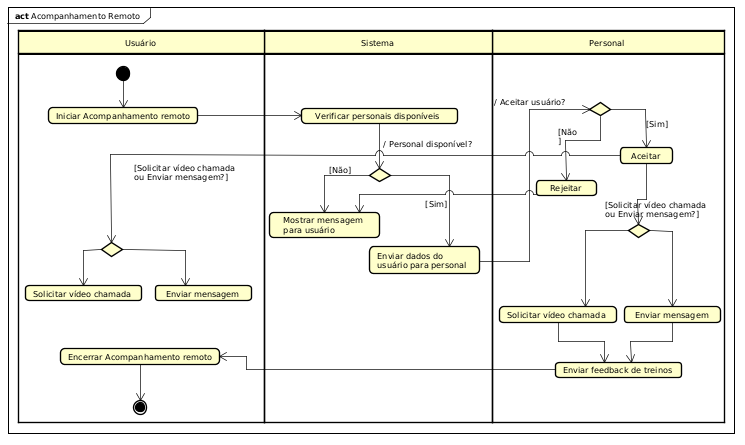 act Acompanhamento Remoto
Usuário
Sistema
Personal
Iniciar Acompanhamento remoto
Verificar personais disponíveis
/ Aceitar usuário?
[Sim]
[Não
]
/ Personal disponível?
Aceitar
[Solicitar vídeo chamada
ou Enviar mensagem?]
[Não]
Rejeitar
[Sim]
[Solicitar vídeo chamada
ou Enviar mensagem?]
Mostrar mensagem
para usuário
Enviar dados do
usuário para personal
Solicitar vídeo chamada
Enviar mensagem
Solicitar vídeo chamada
Enviar mensagem
Encerrar Acompanhamento remoto
Enviar feedback de treinos